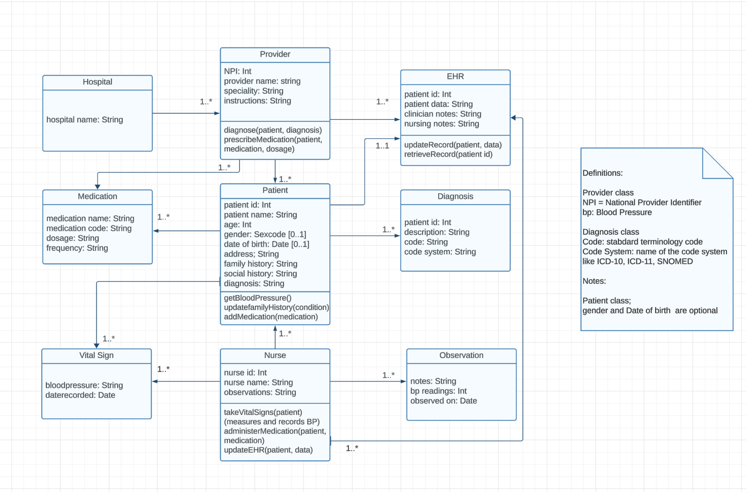 Provider
NPI: Int
provider name: string
speciality: String
instructions: String
diagnose(patient, diagnosis)
prescribeMedication(patient,
medication, dosage)
Hospital
hospital name: String
1..*
1..*
EHR
patient id: Int
patient data: String
clinician notes: String
nursing notes: String
updateRecord(patient, data)
retrieveRecord(patient id)
1..1
1..*
1..*
Medication
medication name: String
medication code: String
dosage: String
frequency: String
1..*
Patient
patient id: Int
patient name: String
age: Int
gender: Sexcode [0..1]
date of birth: Date [0..1]
address; String
family history: String
social history: String
diagnosis: String
getBloodPressure()
updatefamilyHistory(condition)
addMedication(medication)
1..*
Diagnosis
patient id: Int
description: String
code: String
code system: String
Definitions:
Provider class
NPI = National Provider Identifier
bp: Blood Pressure
Diagnosis class
Code: stabdard terminology code
Code System: name of the code system
like ICD-10, ICD-11, SNOMED
Notes:
Patient class;
gender and Date of birth  are optional
1..*
1..*
Vital Sign
bloodpressure: String
daterecorded: Date
1..*
Nurse
nurse id: Int
nurse name: String
observations: String
takeVitalSigns(patient)
(measures and records BP)
administerMedication(patient,
medication)
updateEHR(patient, data)
1..*
Observation
notes: String
bp readings: Int
observed on: Date
1..*